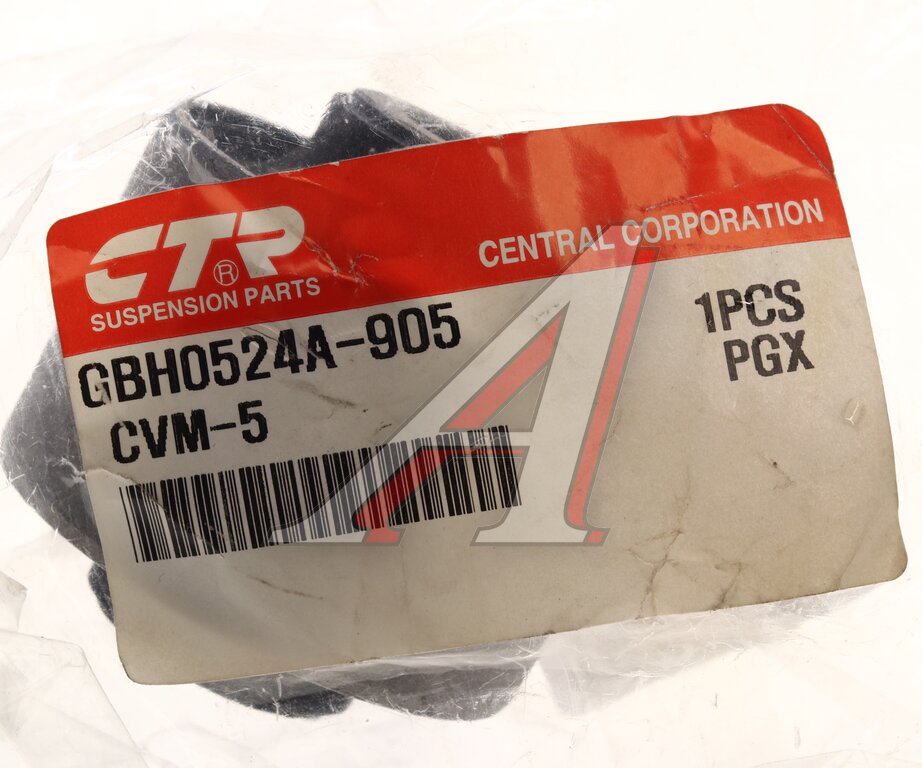 CTR®
SUSPENSION PARTS
CENTRAL CORPORATION
GBH0524A-905
CVM-5
1PCS
PGX
A